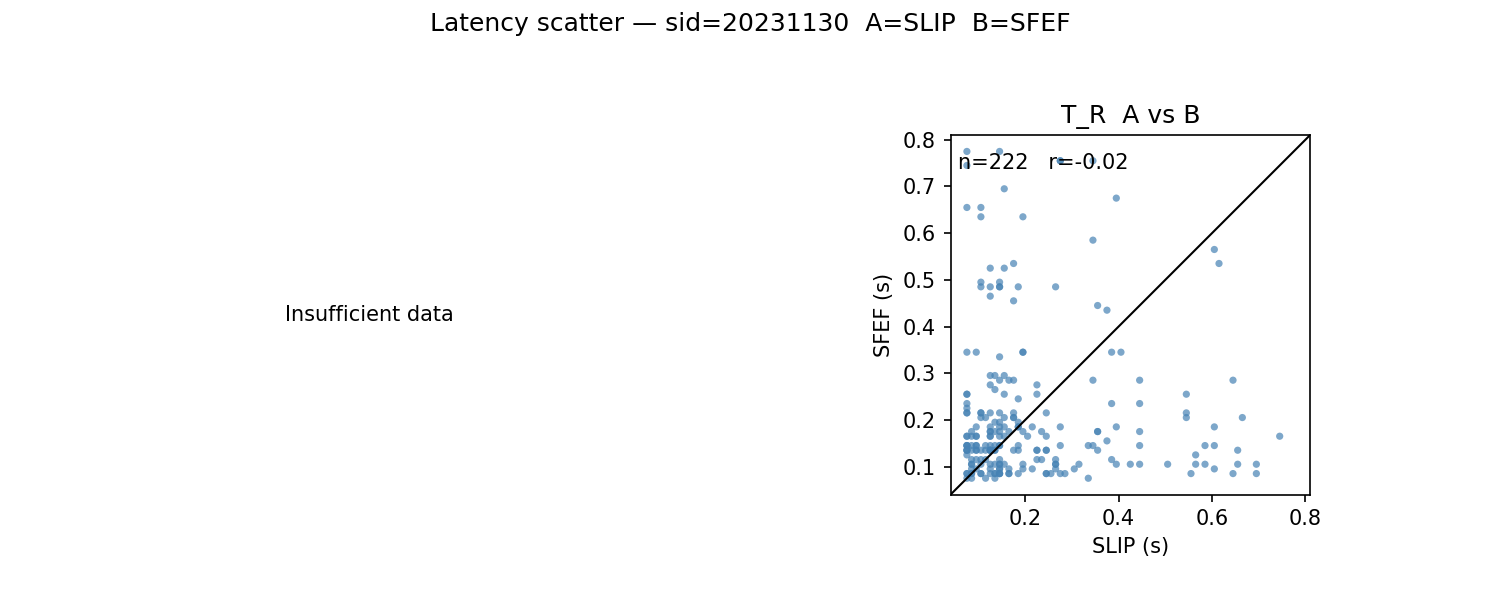 Latency scatter — sid=20231130  A=SLIP  B=SFEF
Insufficient data
T_R  A vs B
n=222   r=-0.02
SFEF (s)
0.8
0.7
0.6
0.5
0.4
0.3
0.2
0.1
0.2
0.4
0.6
0.8
SLIP (s)